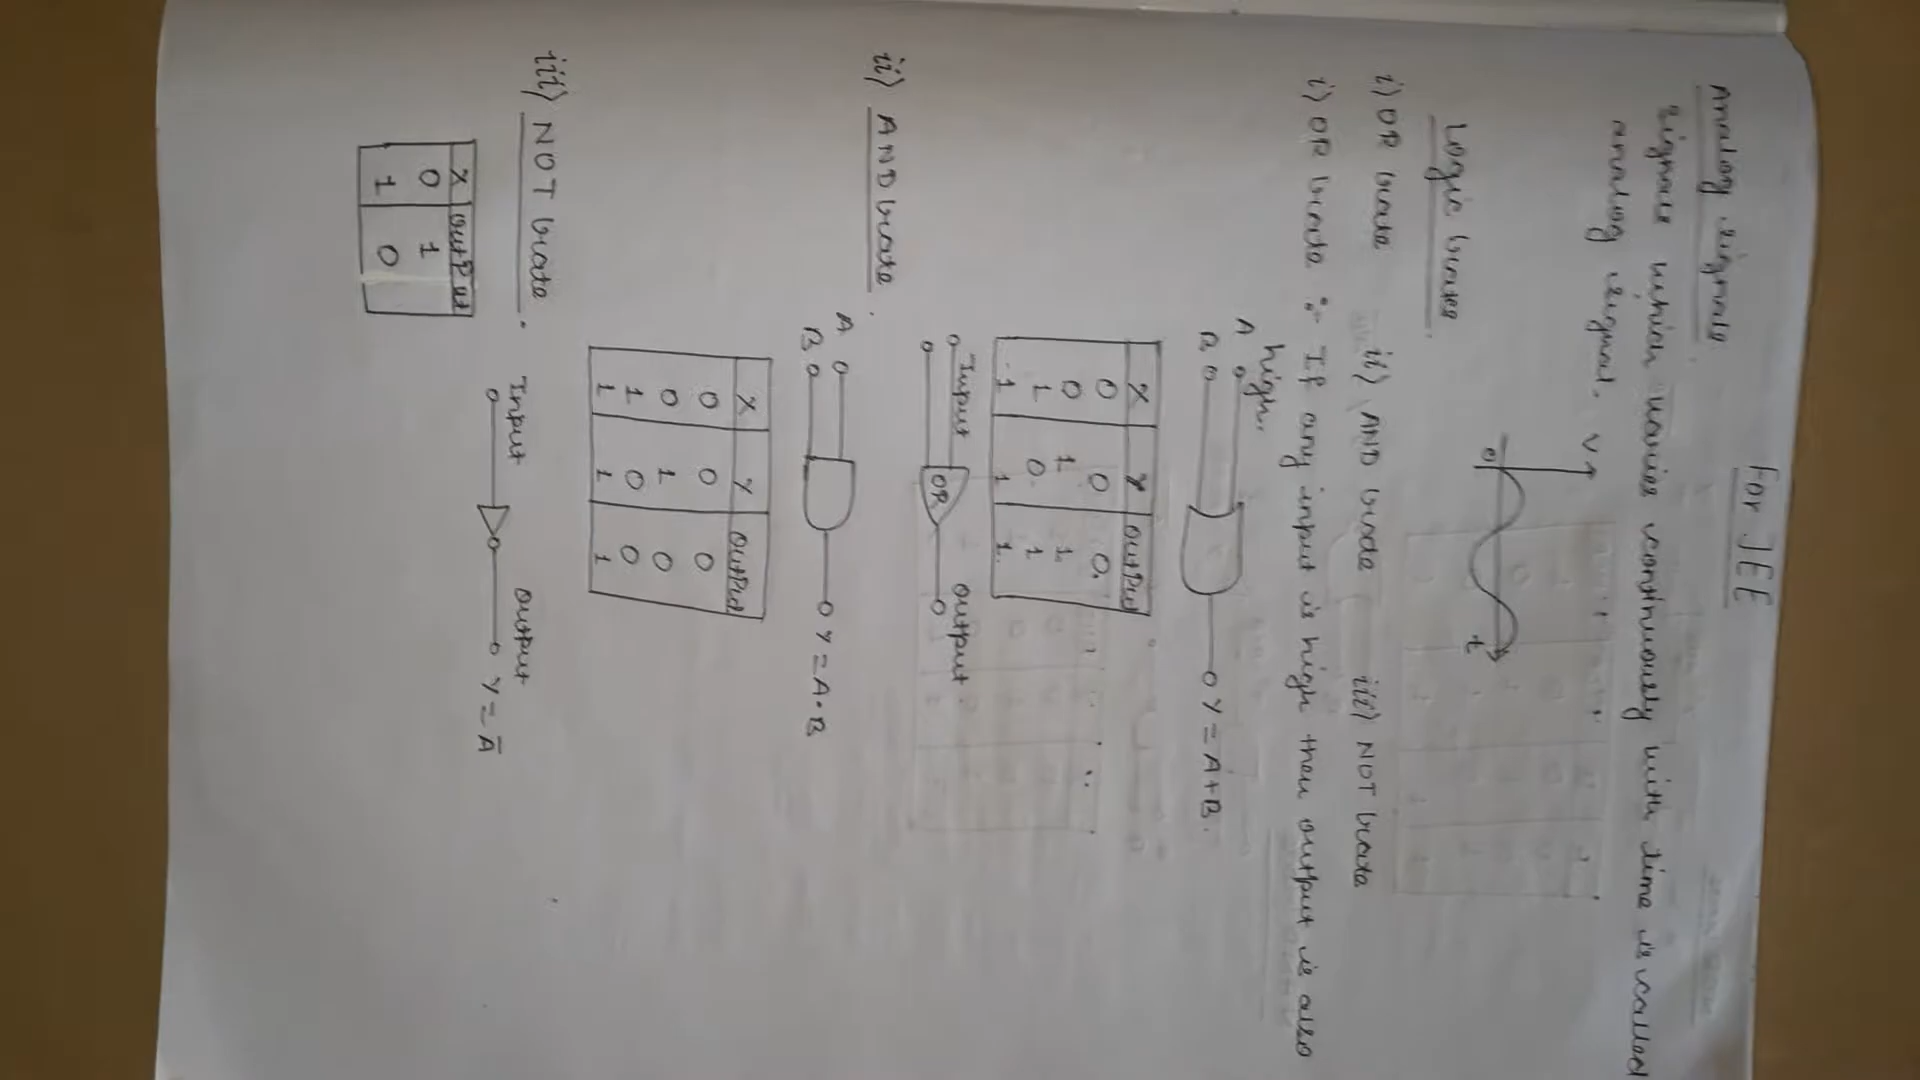 For JEE
Analog signals
Signals which varies continuously with time is called
analog signal.
V
0
t
Logic Gates
i) OR Gate ii) AND Gate iii) NOT Gate
i) OR Gate :- If any input is high then output is also
high.
A
B
Y = A+B.
X Y OutPut
0 0 0
0 1 1
1 0 1
1 1 1
Input OR output
ii) AND Gate
A
B
Y = A·B
X Y OutPut
0 0 0
0 1 0
1 0 0
1 1 1
iii) NOT Gate
Input output
Y = A̅
X OutPut
0 1
1 0